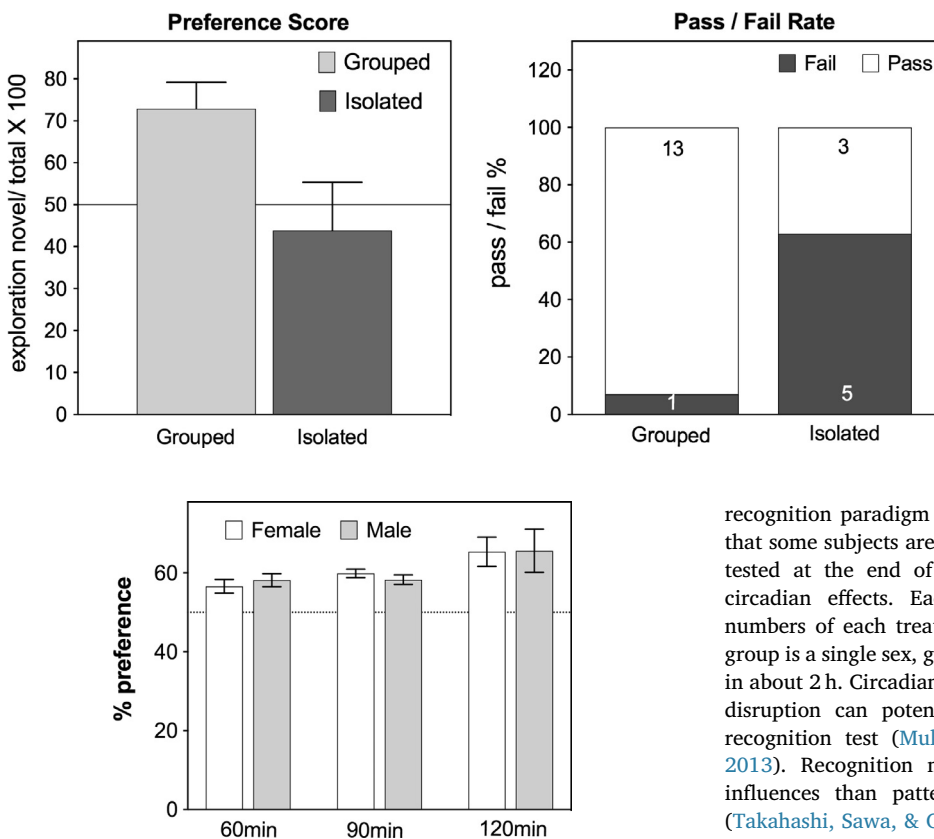 Preference Score
exploration novel/ total X 100
80
70
60
50
40
30
20
10
0
Grouped
Isolated
Grouped
Isolated
Pass / Fail Rate
pass / fail %
120
100
80
60
40
20
0
Fail
Pass
13
3
1
5
Grouped
Isolated
% preference
60
40
20
0
Female
Male
60min
90min
120min
recognition paradigm
that some subjects are
tested at the end of
circadian effects. Ea
numbers of each trea
group is a single sex, g
in about 2 h. Circadian
disruption can poten
recognition test (Mul
2013). Recognition m
influences than patte
(Takahashi, Sawa, &